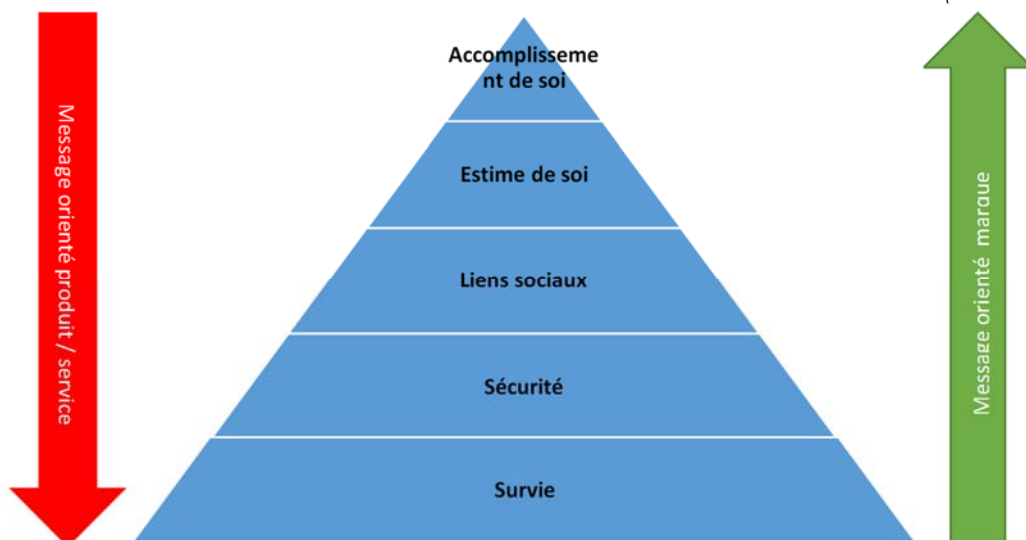 Message orienté produit / service
Accomplisseme
nt de soi
Estime de soi
Liens sociaux
Sécurité
Survie
Message orienté marque